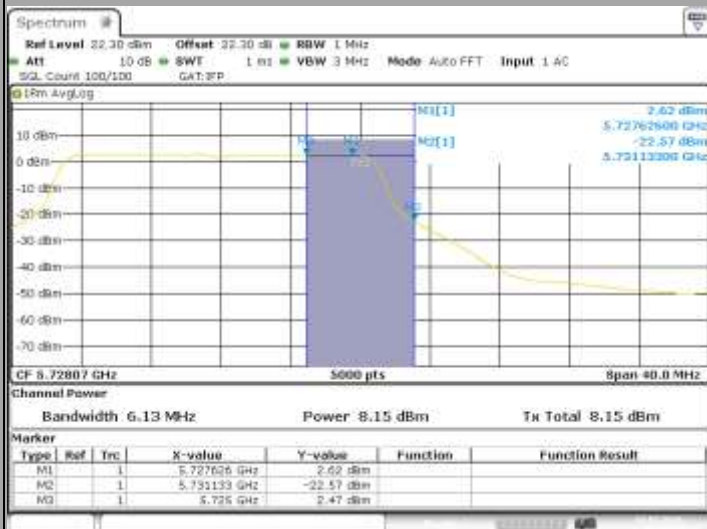 Spectrum
Ref Level 22.30 dBm Offset 22.30 dB RBW 1 MHz
Att 10 dB SWT 1 ms VBW 3 MHz Mode Auto FFT Input 1 AC
SGL Count 100/100 GAT:IFP
1Rm AvgLog
M1[1] 2.62 dBm
5.72762600 GHz
10 dBm
M2[1] -22.57 dBm
0 dBm
5.73113306 GHz
-10 dBm
-20 dBm
-30 dBm
-40 dBm
-50 dBm
-60 dBm
-70 dBm
CF 5.72807 GHz 5000 pts Span 40.0 MHz
Channel Power
Bandwidth 6.13 MHz Power 8.15 dBm Tx Total 8.15 dBm
Marker
Type Ref Trc X-value Y-value Function Function Result
M1 1 5.727626 GHz 2.62 dBm
M2 1 5.731133 GHz -22.57 dBm
M3 1 5.725 GHz 2.47 dBm